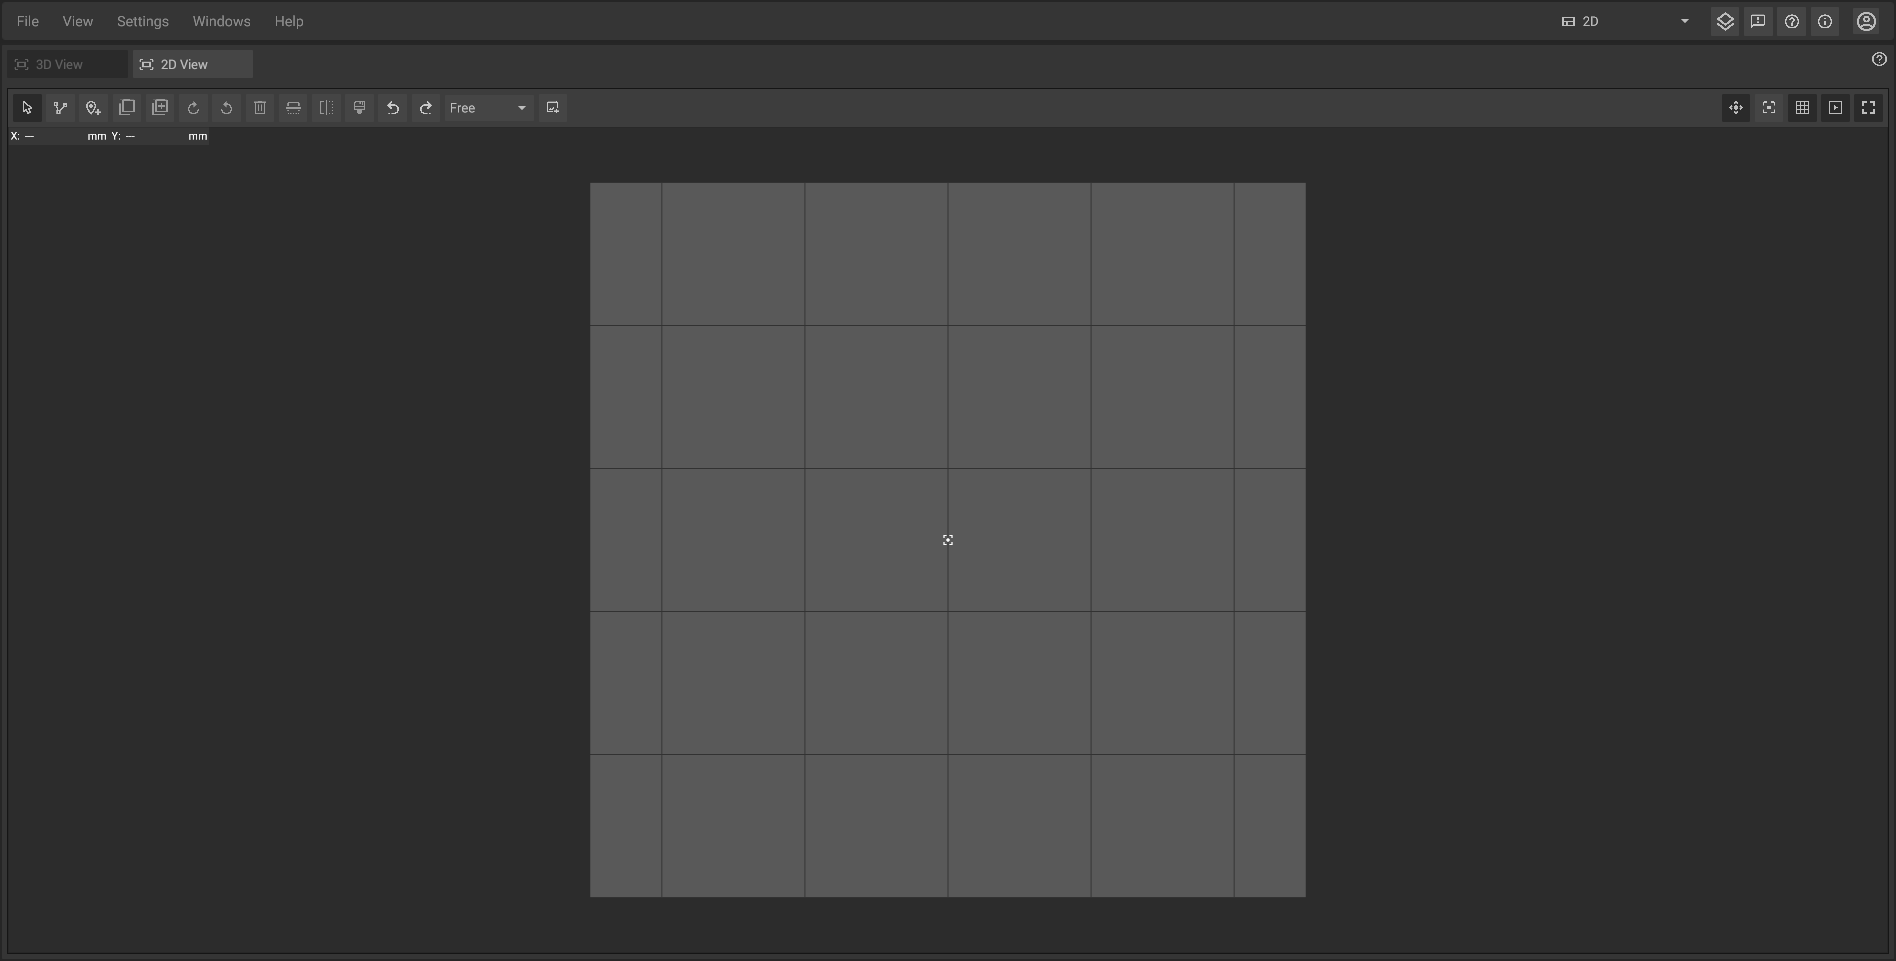 File View Settings Windows Help 2D
3D View 2D View
Free
X: --- mm Y: --- mm